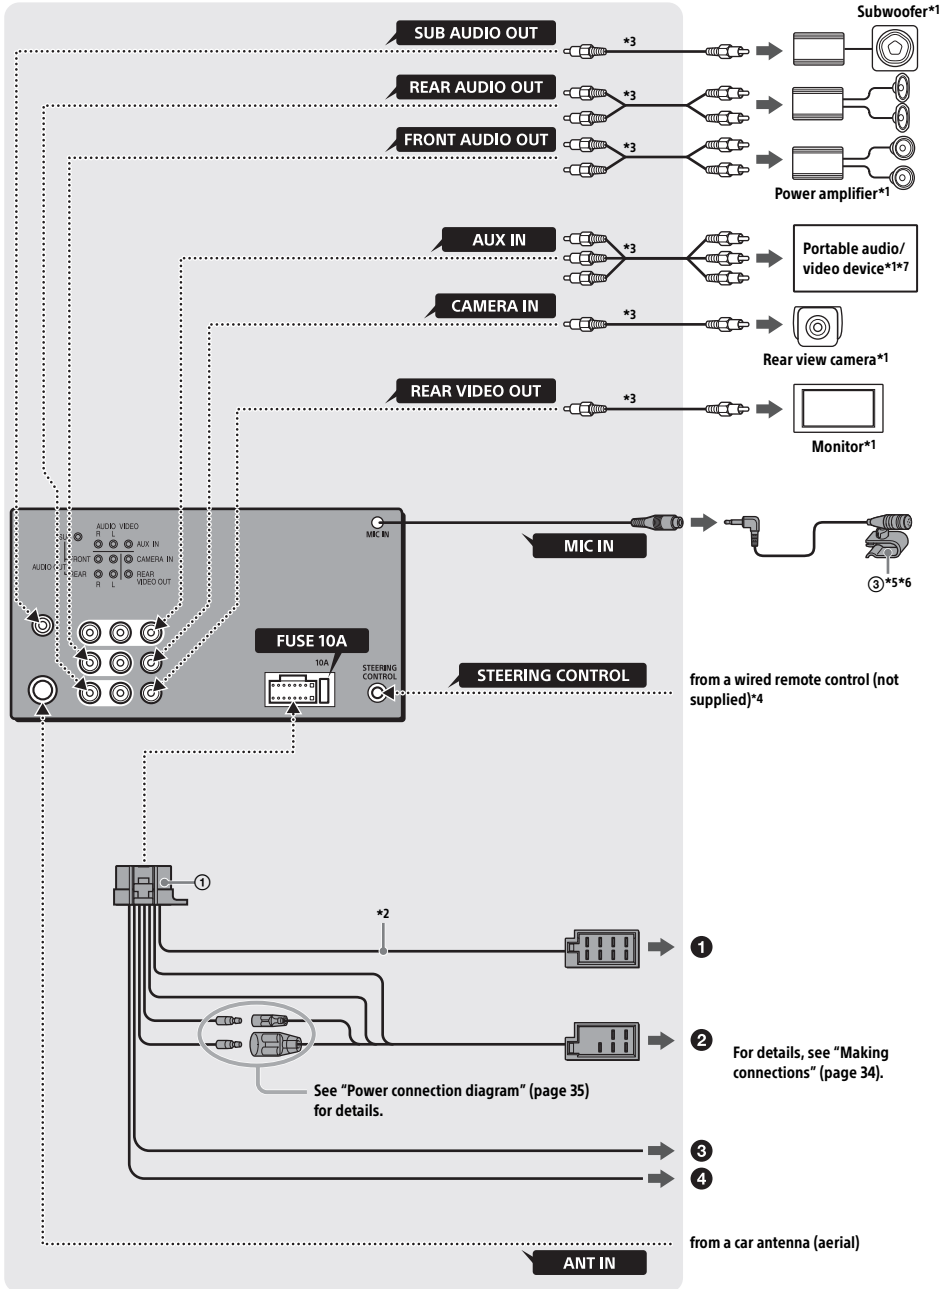 Subwoofer*1
SUB AUDIO OUT
*3
REAR AUDIO OUT
*3
FRONT AUDIO OUT
*3
Power amplifier*1
AUX IN
*3
Portable audio/
video device*1*7
CAMERA IN
*3
Rear view camera*1
REAR VIDEO OUT
*3
Monitor*1
AUDIO VIDEO
R L
AUX IN
FRONT
CAMERA IN
REAR
REAR
VIDEO OUT
R L
MIC IN
MIC IN
③*5*6
FUSE 10A
10A
STEERING
CONTROL
STEERING CONTROL
from a wired remote control (not
supplied)*4
①
*2
❶
❷
For details, see “Making
connections” (page 34).
See “Power connection diagram” (page 35)
for details.
❸
❹
from a car antenna (aerial)
ANT IN